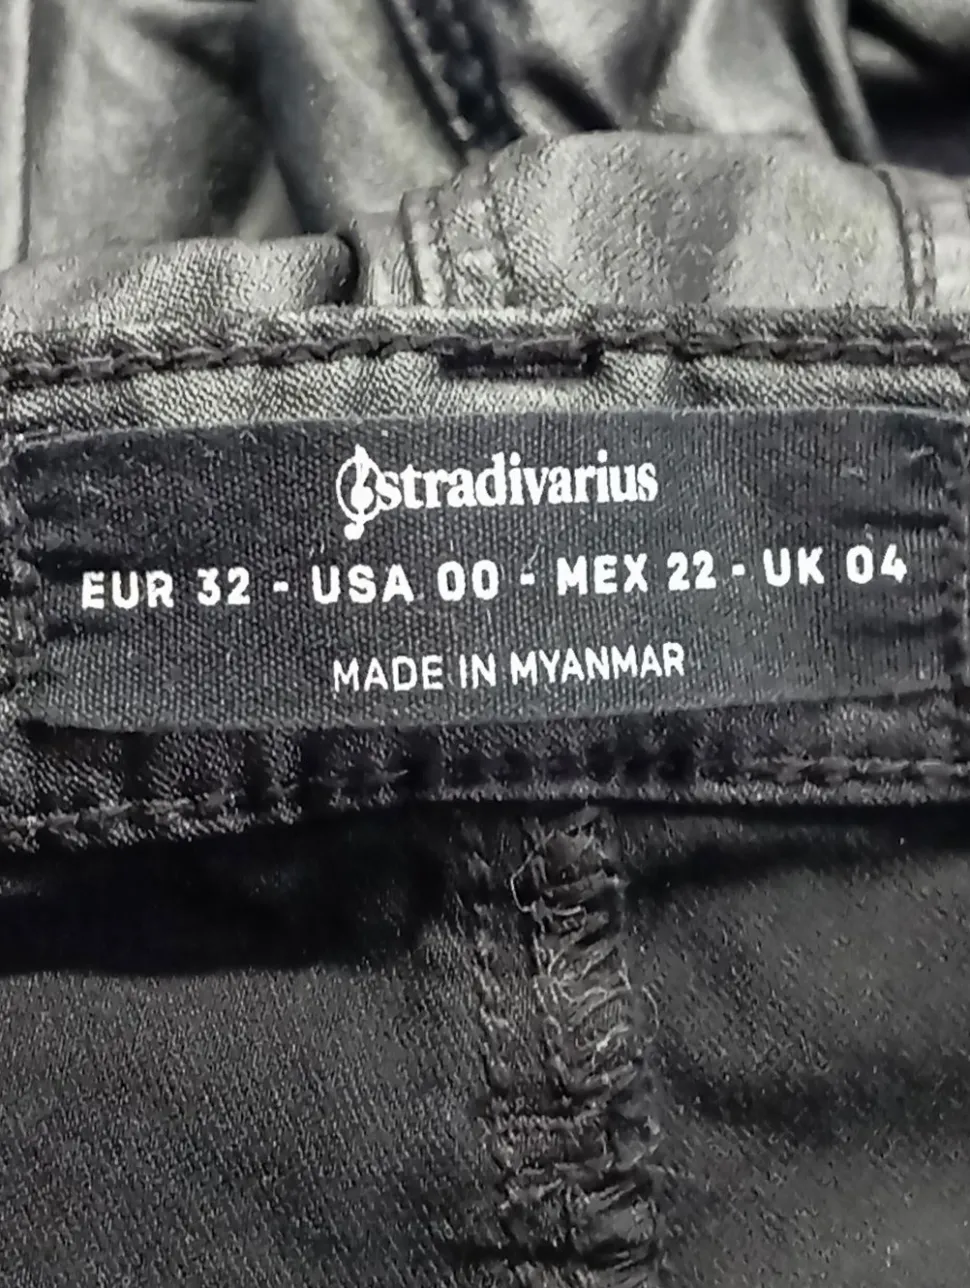 stradivarius
EUR 32 - USA 00 - MEX 22 - UK 04
MADE IN MYANMAR